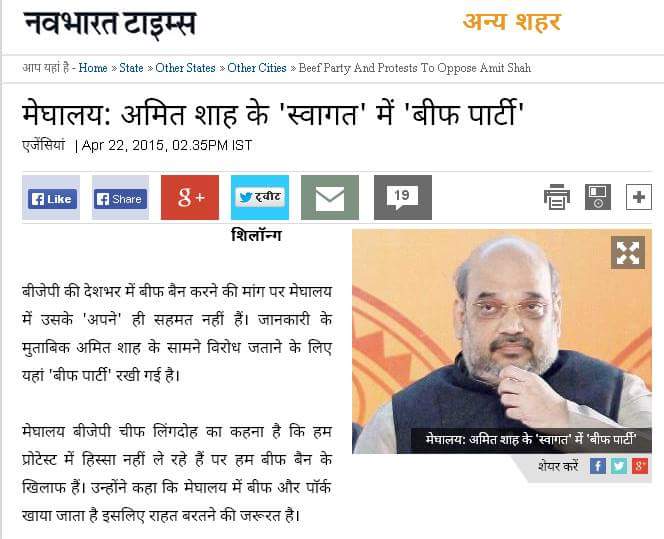 नवभारत टाइम्स
अन्य शहर
आप यहां है - Home » State » Other States » Other Cities » Beef Party And Protests To Oppose Amit Shah
मेघालय: अमित शाह के 'स्वागत' में 'बीफ पार्टी'
एजेंसियां | Apr 22, 2015, 02.35PM IST
Like
Share
g+
ट्वीट
19
शिलॉन्ग
बीजेपी की देशभर में बीफ बैन करने की मांग पर मेघालय
में उसके 'अपने' ही सहमत नहीं हैं। जानकारी के
मुताबिक अमित शाह के सामने विरोध जताने के लिए
यहां 'बीफ पार्टी' रखी गई है।
मेघालय बीजेपी चीफ लिंगदोह का कहना है कि हम
प्रोटेस्ट में हिस्सा नहीं ले रहे हैं पर हम बीफ बैन के
खिलाफ हैं। उन्होंने कहा कि मेघालय में बीफ और पॉर्क
खाया जाता है इसलिए राहत बरतने की जरूरत है।
मेघालय: अमित शाह के 'स्वागत' में 'बीफ पार्टी'
शेयर करें